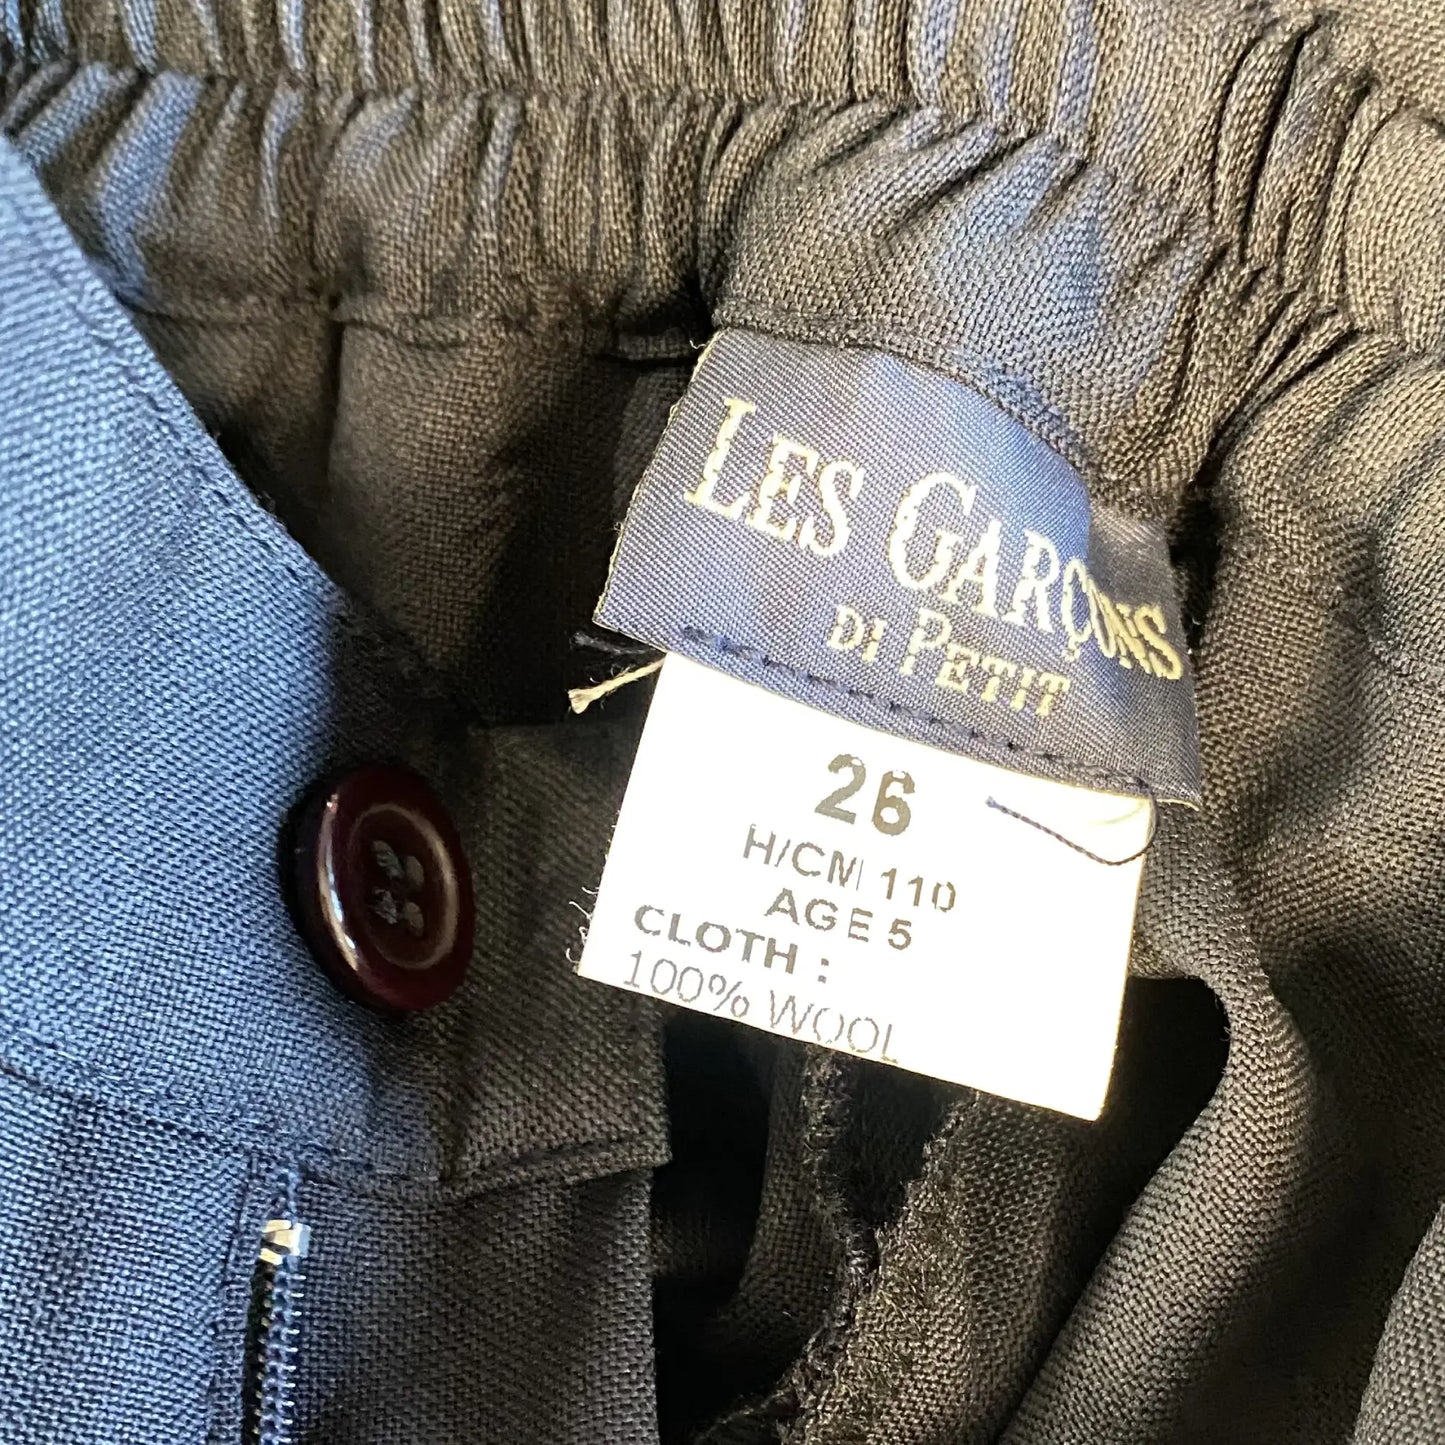 LES GARÇONS
DI PETIT
26
H/CM 110
AGE 5
CLOTH :
100% WOOL